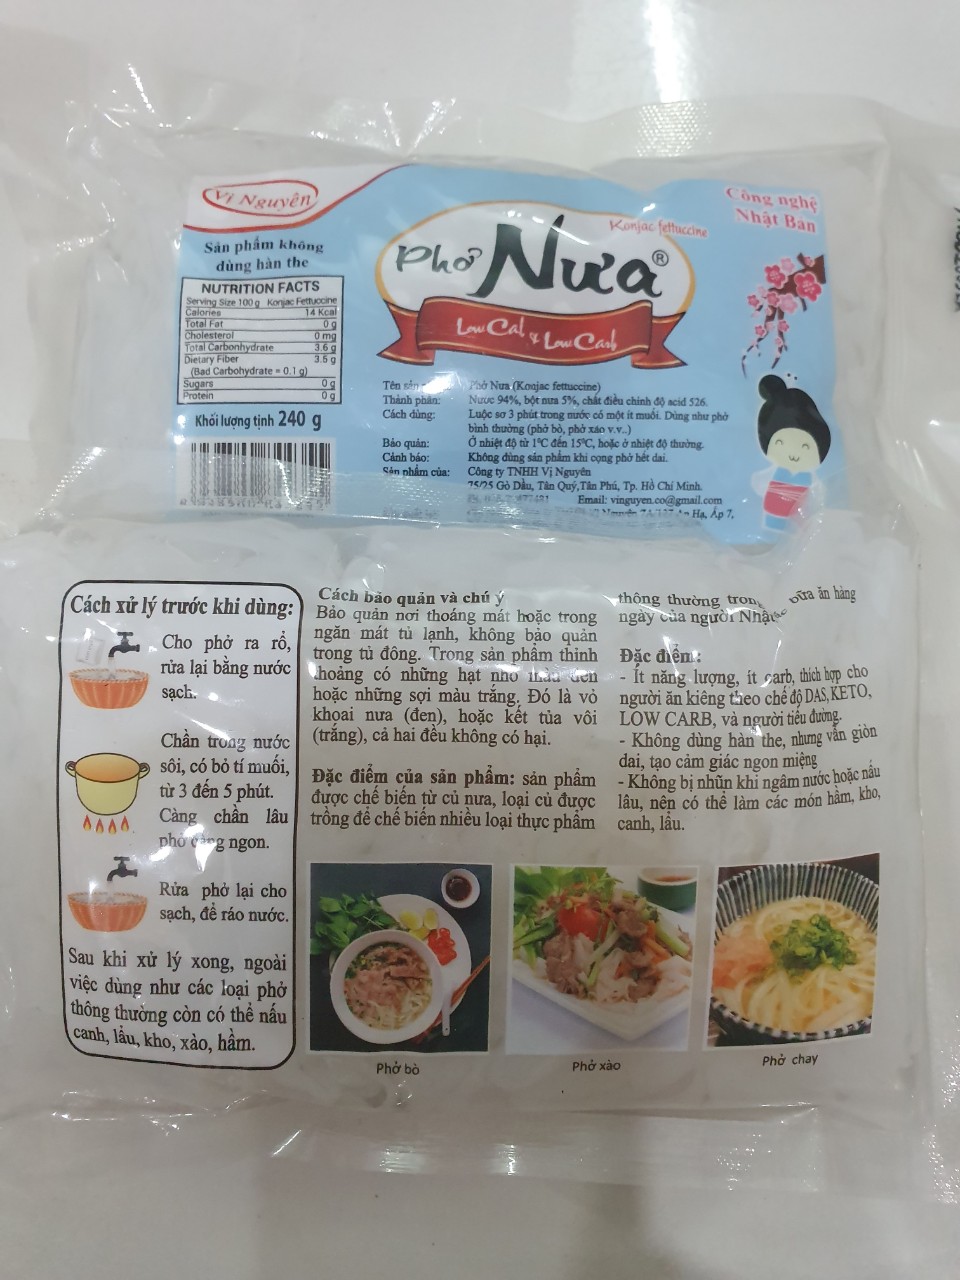 Vị Nguyên
Sản phẩm không
dùng hàn the
NUTRITION FACTS
Serving Size 100 g Konjac Fettuccine
Calories 14 Kcal
Total Fat 0 g
Cholesterol 0 mg
Total Carbonhydrate 3.6 g
Dietary Fiber 3.5 g
(Bad Carbohydrate = 0.1 g)
Sugars 0 g
Protein 0 g
Khối lượng tịnh 240 g
Công nghệ
Nhật Bản
Konjac fettuccine
Phở Nưa®
Low Cal & Low Carb
Tên sản Phở Nưa (Konjac fettuccine)
Thành phần: Nước 94%, bột nưa 5%, chất điều chỉnh độ acid 526.
Cách dùng: Luộc sơ 3 phút trong nước có một ít muối. Dùng như phở
bình thường (phở bò, phở xáo v.v..)
Bảo quản: Ở nhiệt độ từ 1°C đến 15°C, hoặc ở nhiệt độ thường.
Cảnh báo: Không dùng sản phẩm khi cọng phở hết dai.
Sản phẩm của: Công ty TNHH Vị Nguyên
75/25 Gò Dầu, Tân Quý, Tân Phú, Tp. Hồ Chí Minh.
Email: vinguyen.co@gmail.com
Hạ, Ấp 7,
Cách xử lý trước khi dùng:
Cho phở ra rổ,
rửa lại bằng nước
sạch.
Chần trong nước
sôi, có bỏ tí muối,
từ 3 đến 5 phút.
Càng chần lâu
phở càng ngon.
Rửa phở lại cho
sạch, để ráo nước.
Sau khi xử lý xong, ngoài
việc dùng như các loại phở
thông thường còn có thể nấu
canh, lẩu, kho, xào, hầm.
Cách bảo quản và chú ý
Bảo quản nơi thoáng mát hoặc trong
ngăn mát tủ lạnh, không bảo quản
trong tủ đông. Trong sản phẩm thỉnh
thoảng có những hạt nhỏ màu đen
hoặc những sợi màu trắng, Đó là vỏ
khoai nưa (đen), hoặc kết tủa vôi
(trắng), cả hai đều không có hại.
Đặc điểm của sản phẩm: sản phẩm
được chế biến từ củ nưa, loại củ được
trồng để chế biến nhiều loại thực phẩm
thông thường trong bữa ăn hàng
ngày của người Nhật
Đặc điểm:
- Ít năng lượng, ít carb, thích hợp cho
người ăn kiêng theo chế độ DAS, KETO,
LOW CARB, và người tiểu đường.
- Không dùng hàn the, nhưng vẫn giòn
dai, tạo cảm giác ngon miệng
- Không bị nhũn khi ngâm nước hoặc nấu
lâu, nên có thể làm các món hầm, kho,
canh, lẩu.
Phở bò
Phở xào
Phở chay